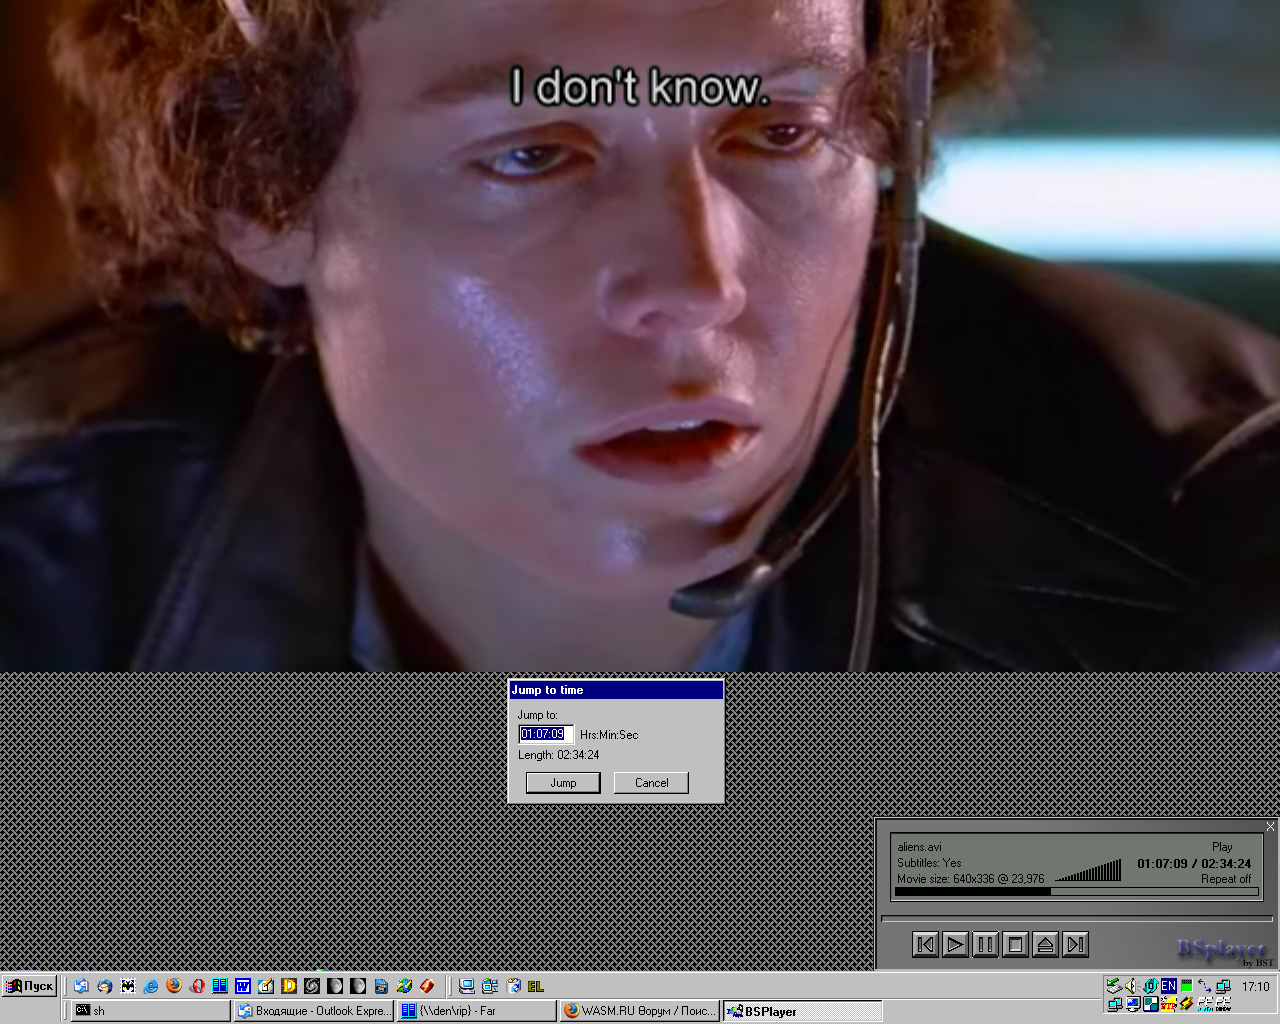 I don't know.
Jump to time
Jump to:
01:07:09 Hrs:Min:Sec
Length: 02:34:24
Jump Cancel
X
aliens.avi Play
Subtitles: Yes 01:07:09 / 02:34:24
Movie size: 640x336 @ 23,976 Repeat off
BSplayer
by BST
Пуск W D EL EN 17:10
sh Входящие - Outlook Expre... {\\den\rip} - Far WASM.RU Форум / Поис... BSPlayer